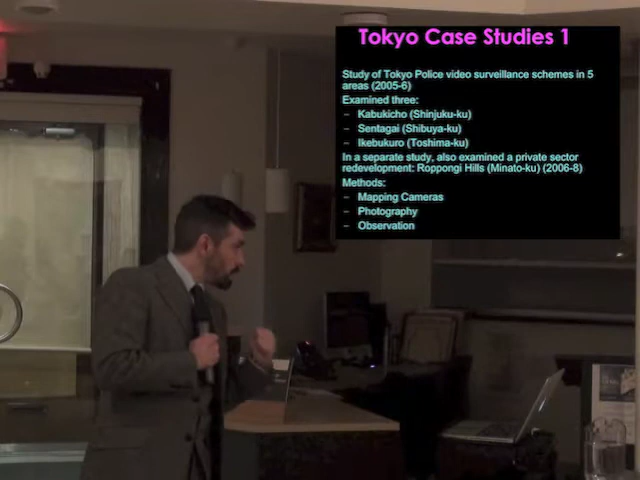 Tokyo Case Studies 1
Study of Tokyo Police video surveillance schemes in 5
areas (2005-6)
Examined three:
– Kabukicho (Shinjuku-ku)
– Sentagai (Shibuya-ku)
– Ikebukuro (Toshima-ku)
In a separate study, also examined a private sector
redevelopment: Roppongi Hills (Minato-ku) (2006-8)
Methods:
– Mapping Cameras
– Photography
– Observation